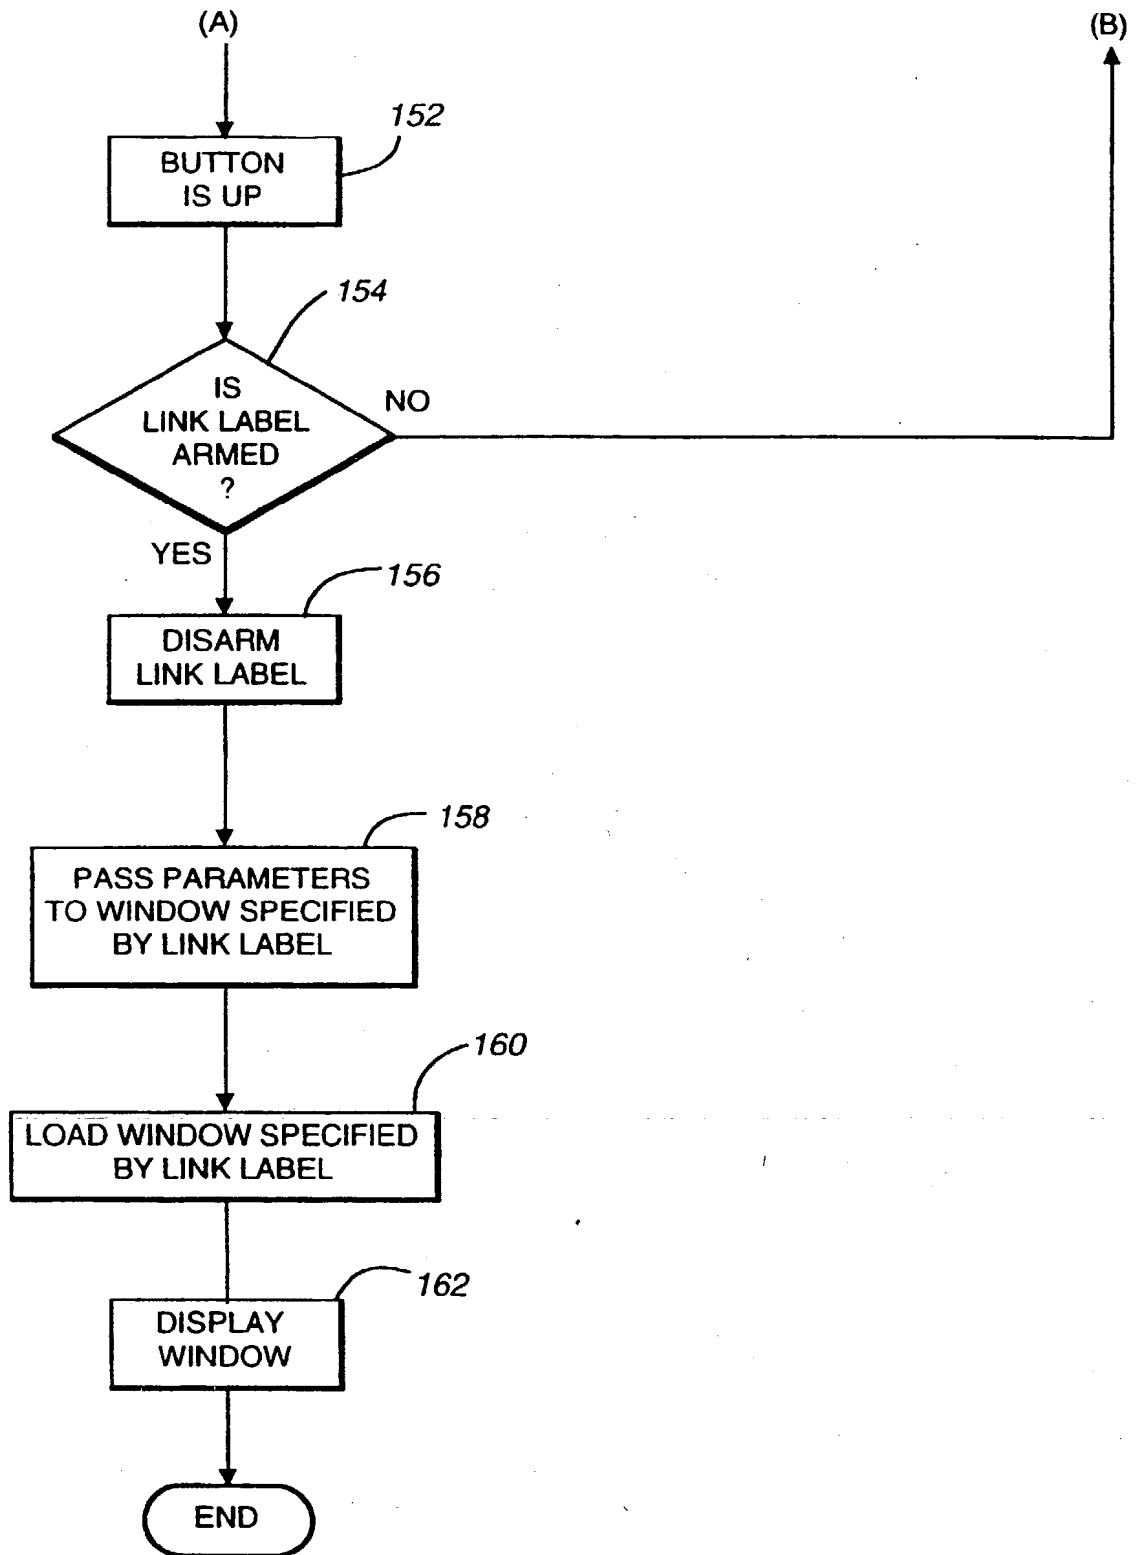 (A)
(B)
152
BUTTON
IS UP
154
IS
LINK LABEL
ARMED
?
NO
YES
156
DISARM
LINK LABEL
158
PASS PARAMETERS
TO WINDOW SPECIFIED
BY LINK LABEL
160
LOAD WINDOW SPECIFIED
BY LINK LABEL
162
DISPLAY
WINDOW
END